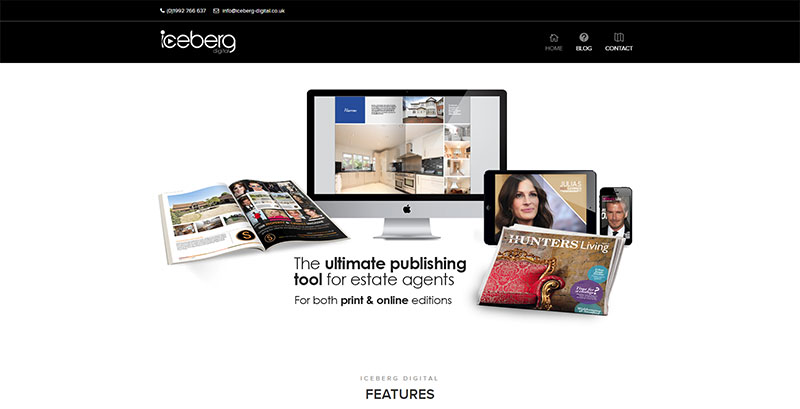 (0)1992 766 637 info@iceberg-digital.co.uk
iceberg
digital
HOME BLOG CONTACT
JULIA'S
HUNTERS Living
The ultimate publishing
tool for estate agents
For both print & online editions
ICEBERG DIGITAL
FEATURES